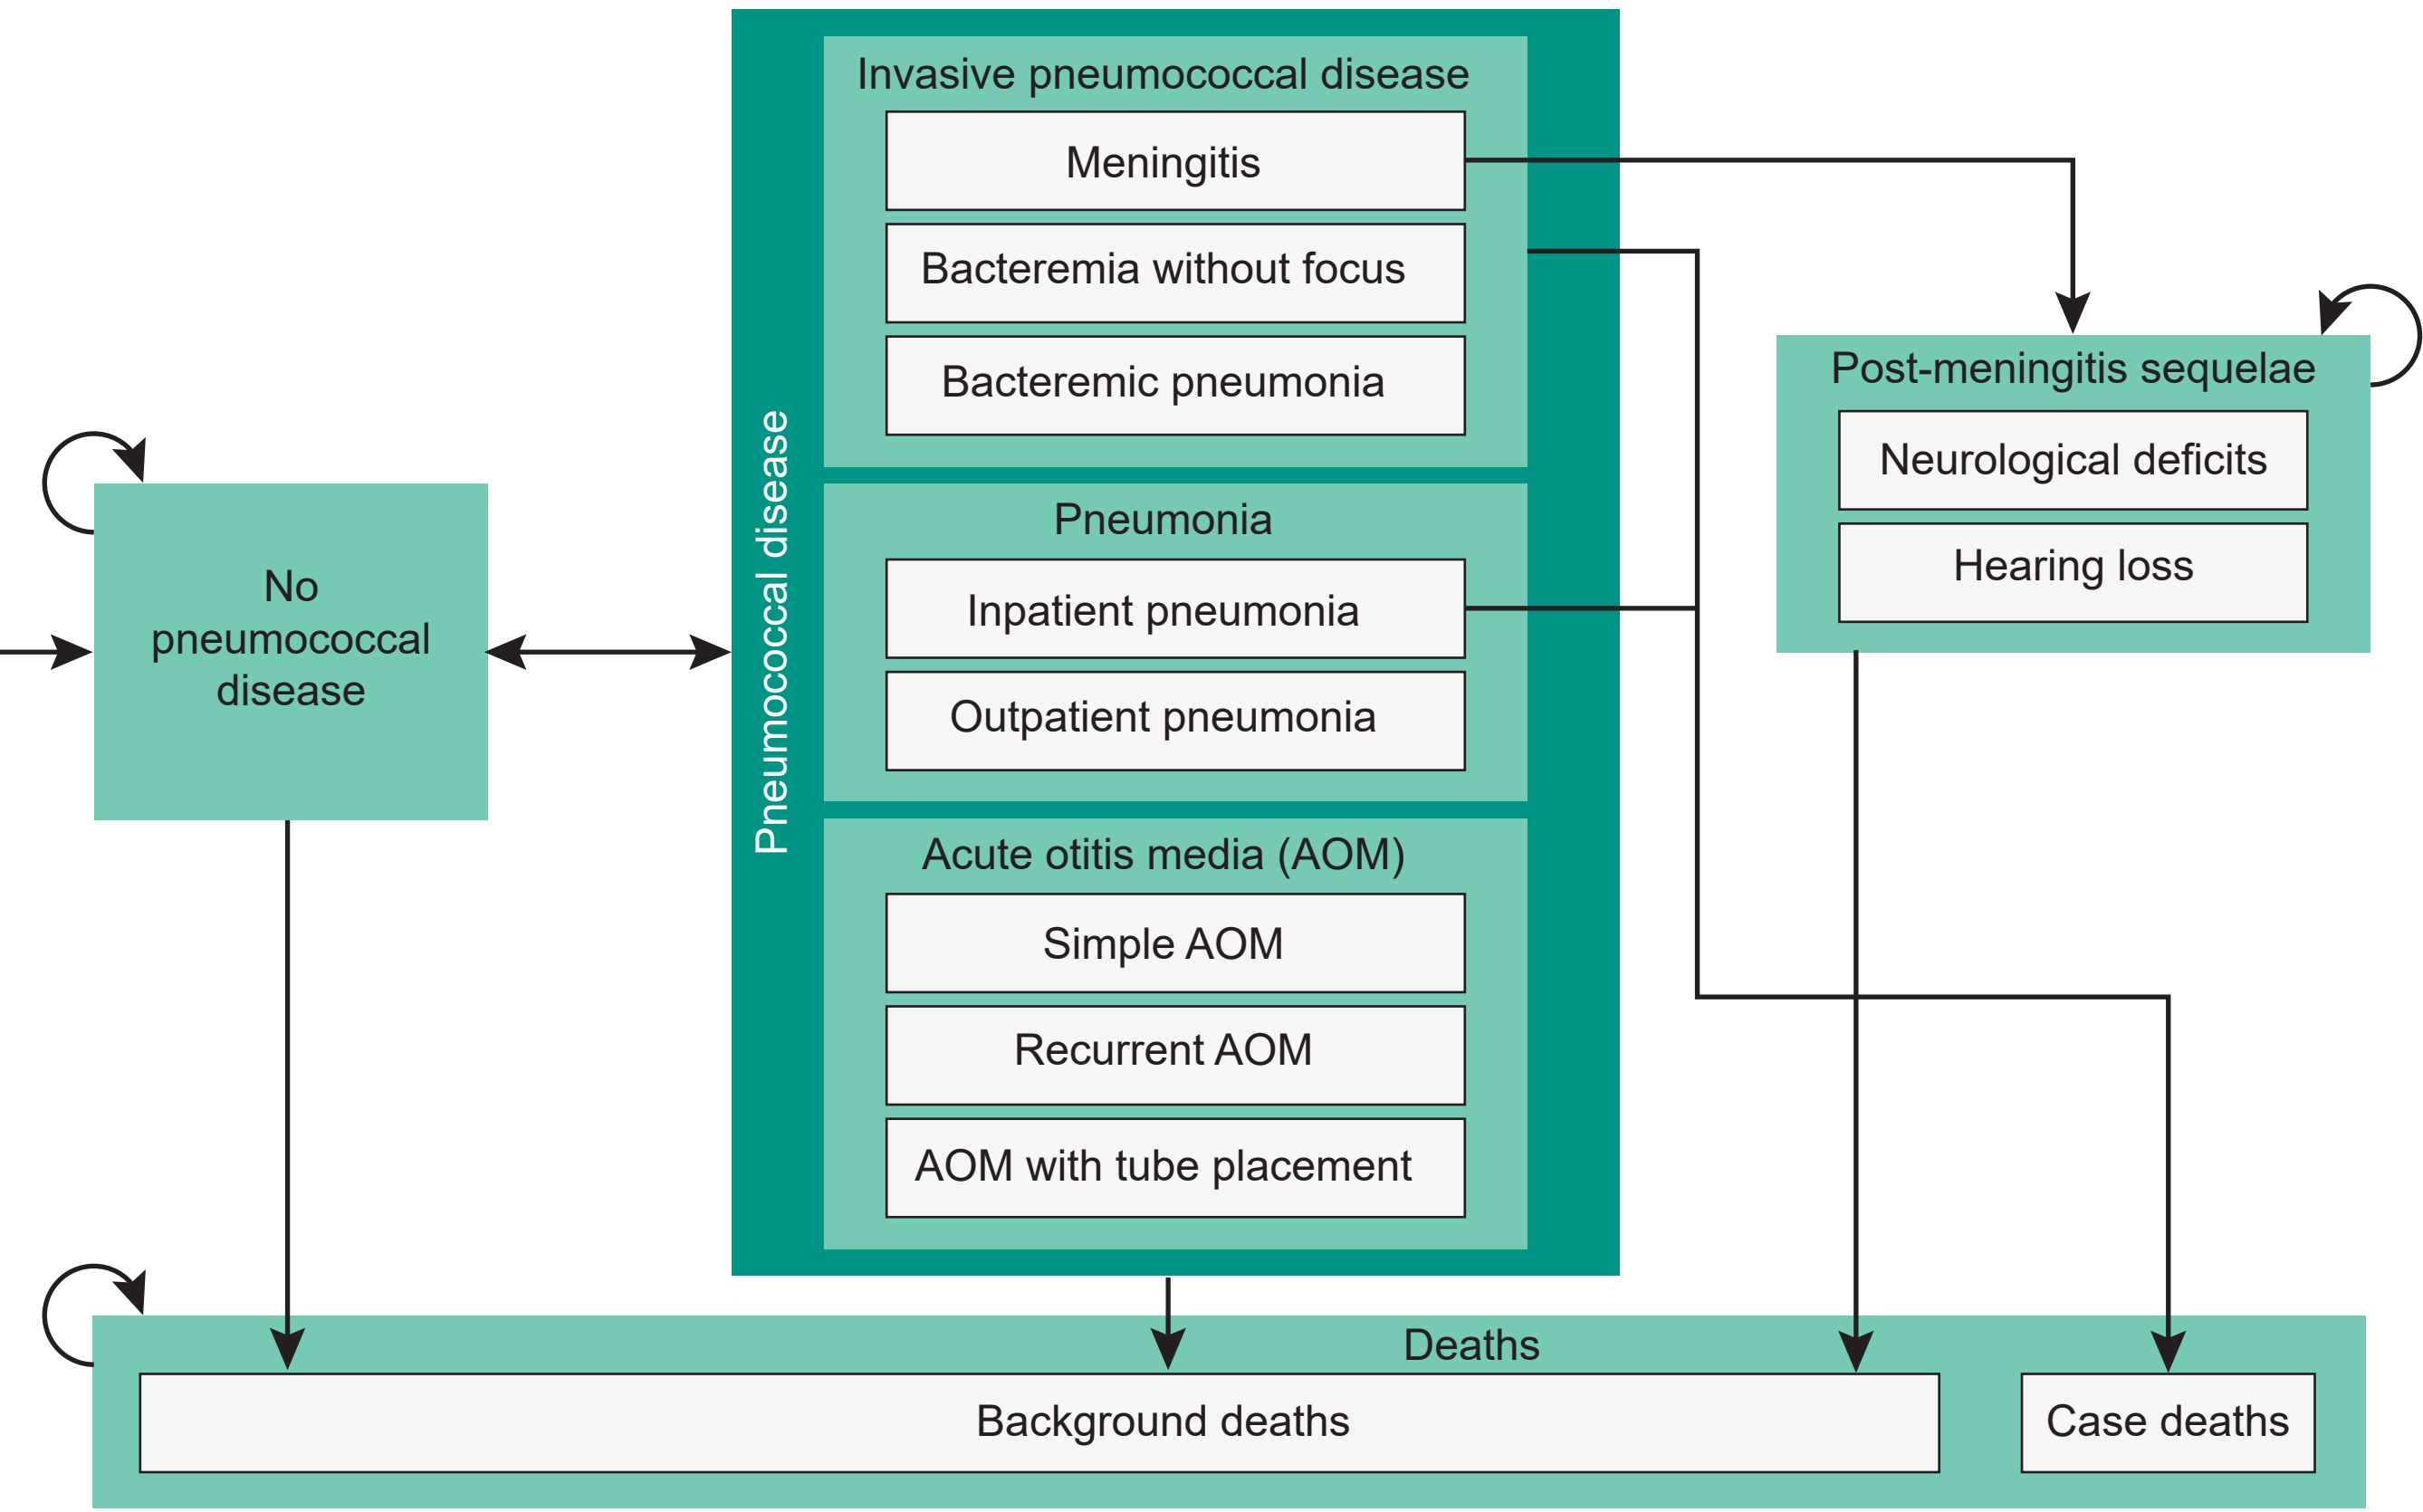 No
pneumococcal
disease
Pneumococcal disease
Invasive pneumococcal disease
Meningitis
Bacteremia without focus
Bacteremic pneumonia
Pneumonia
Inpatient pneumonia
Outpatient pneumonia
Acute otitis media (AOM)
Simple AOM
Recurrent AOM
AOM with tube placement
Post-meningitis sequelae
Neurological deficits
Hearing loss
Deaths
Background deaths
Case deaths